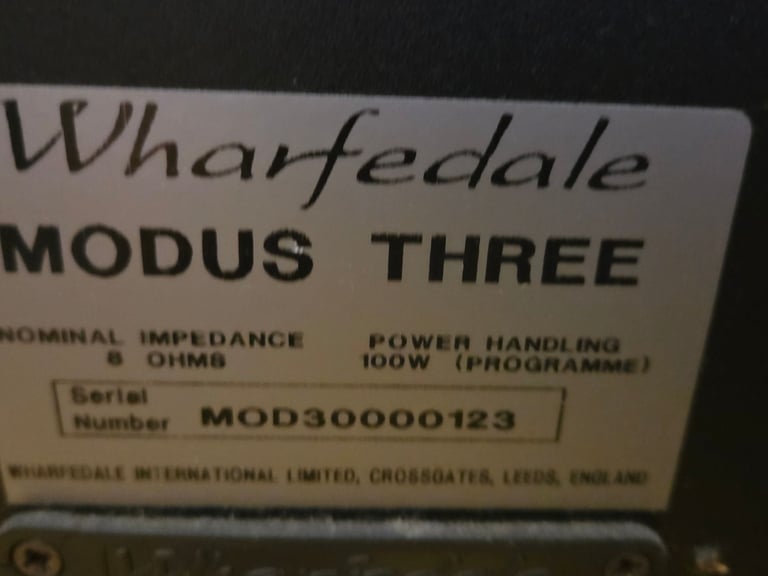 Wharfedale
MODUS THREE
NOMINAL IMPEDANCE POWER HANDLING
8 OHMS 100W (PROGRAMME)
Serial
Number MOD30000123
WHARFEDALE INTERNATIONAL LIMITED, CROSSGATES, LEEDS, ENGLAND